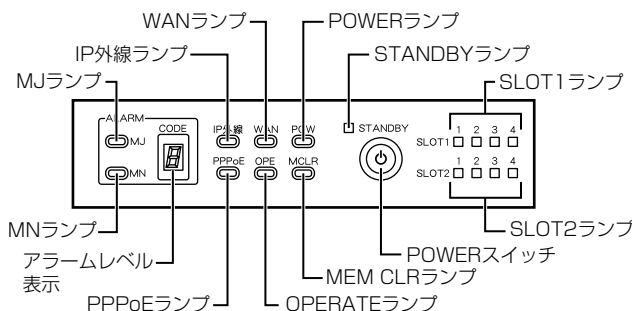 WANランプ
POWERランプ
IP外線ランプ
STANDBYランプ
MJランプ
SLOT1ランプ
ALARM
CODE
MJ
MN
IP外線 WAN POW
PPPoE OPE MCLR
STANDBY
1 2 3 4
SLOT1
1 2 3 4
SLOT2
MNランプ
SLOT2ランプ
アラームレベル
表示
POWERスイッチ
MEM CLRランプ
PPPoEランプ
OPERATEランプ